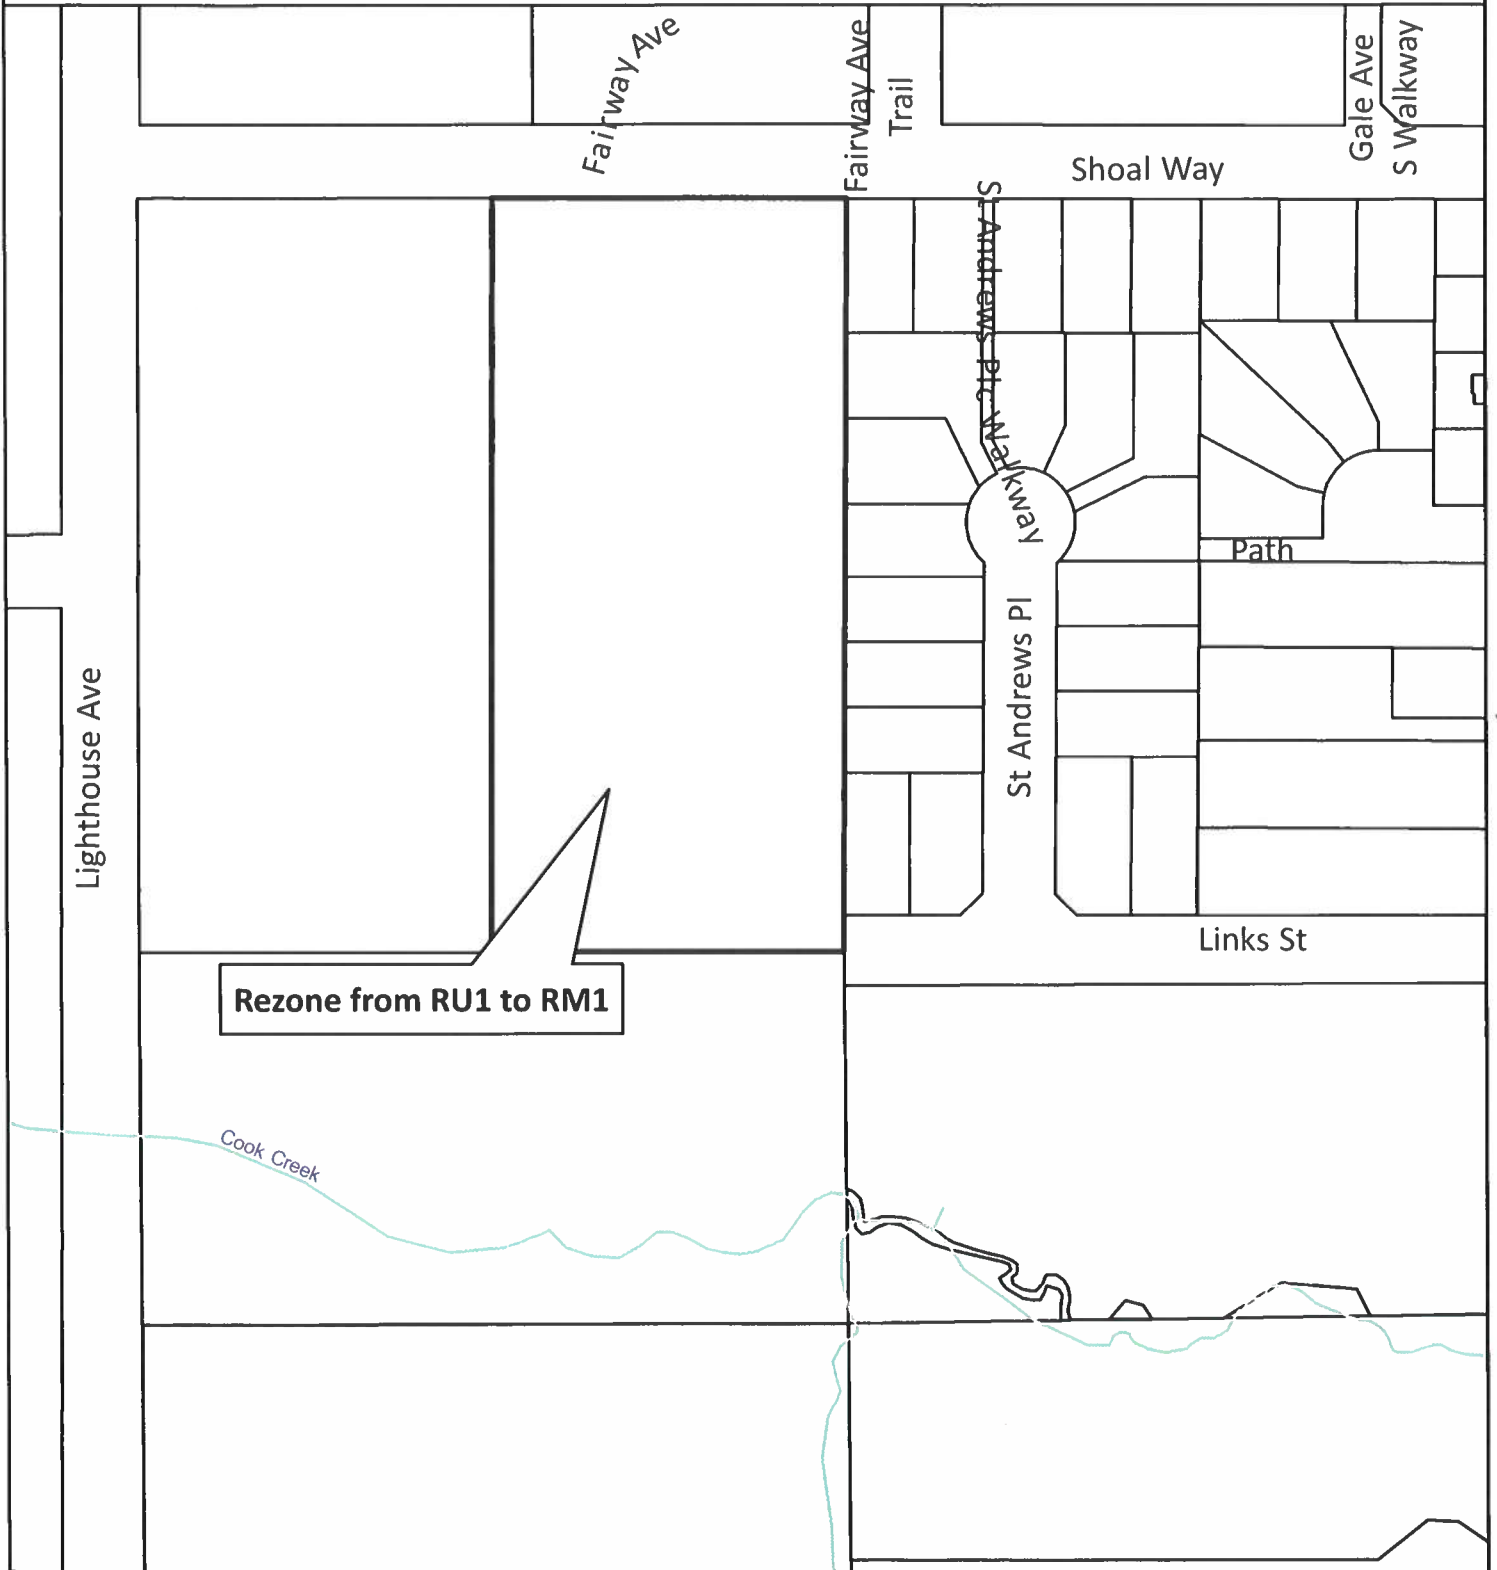 Fairway Ave
Fairway Ave
Trail
Gale Ave
S Walkway
Shoal Way
St Andrews Plc Walkway
Path
St Andrews Pl
Lighthouse Ave
Links St
Rezone from RU1 to RM1
Cook Creek